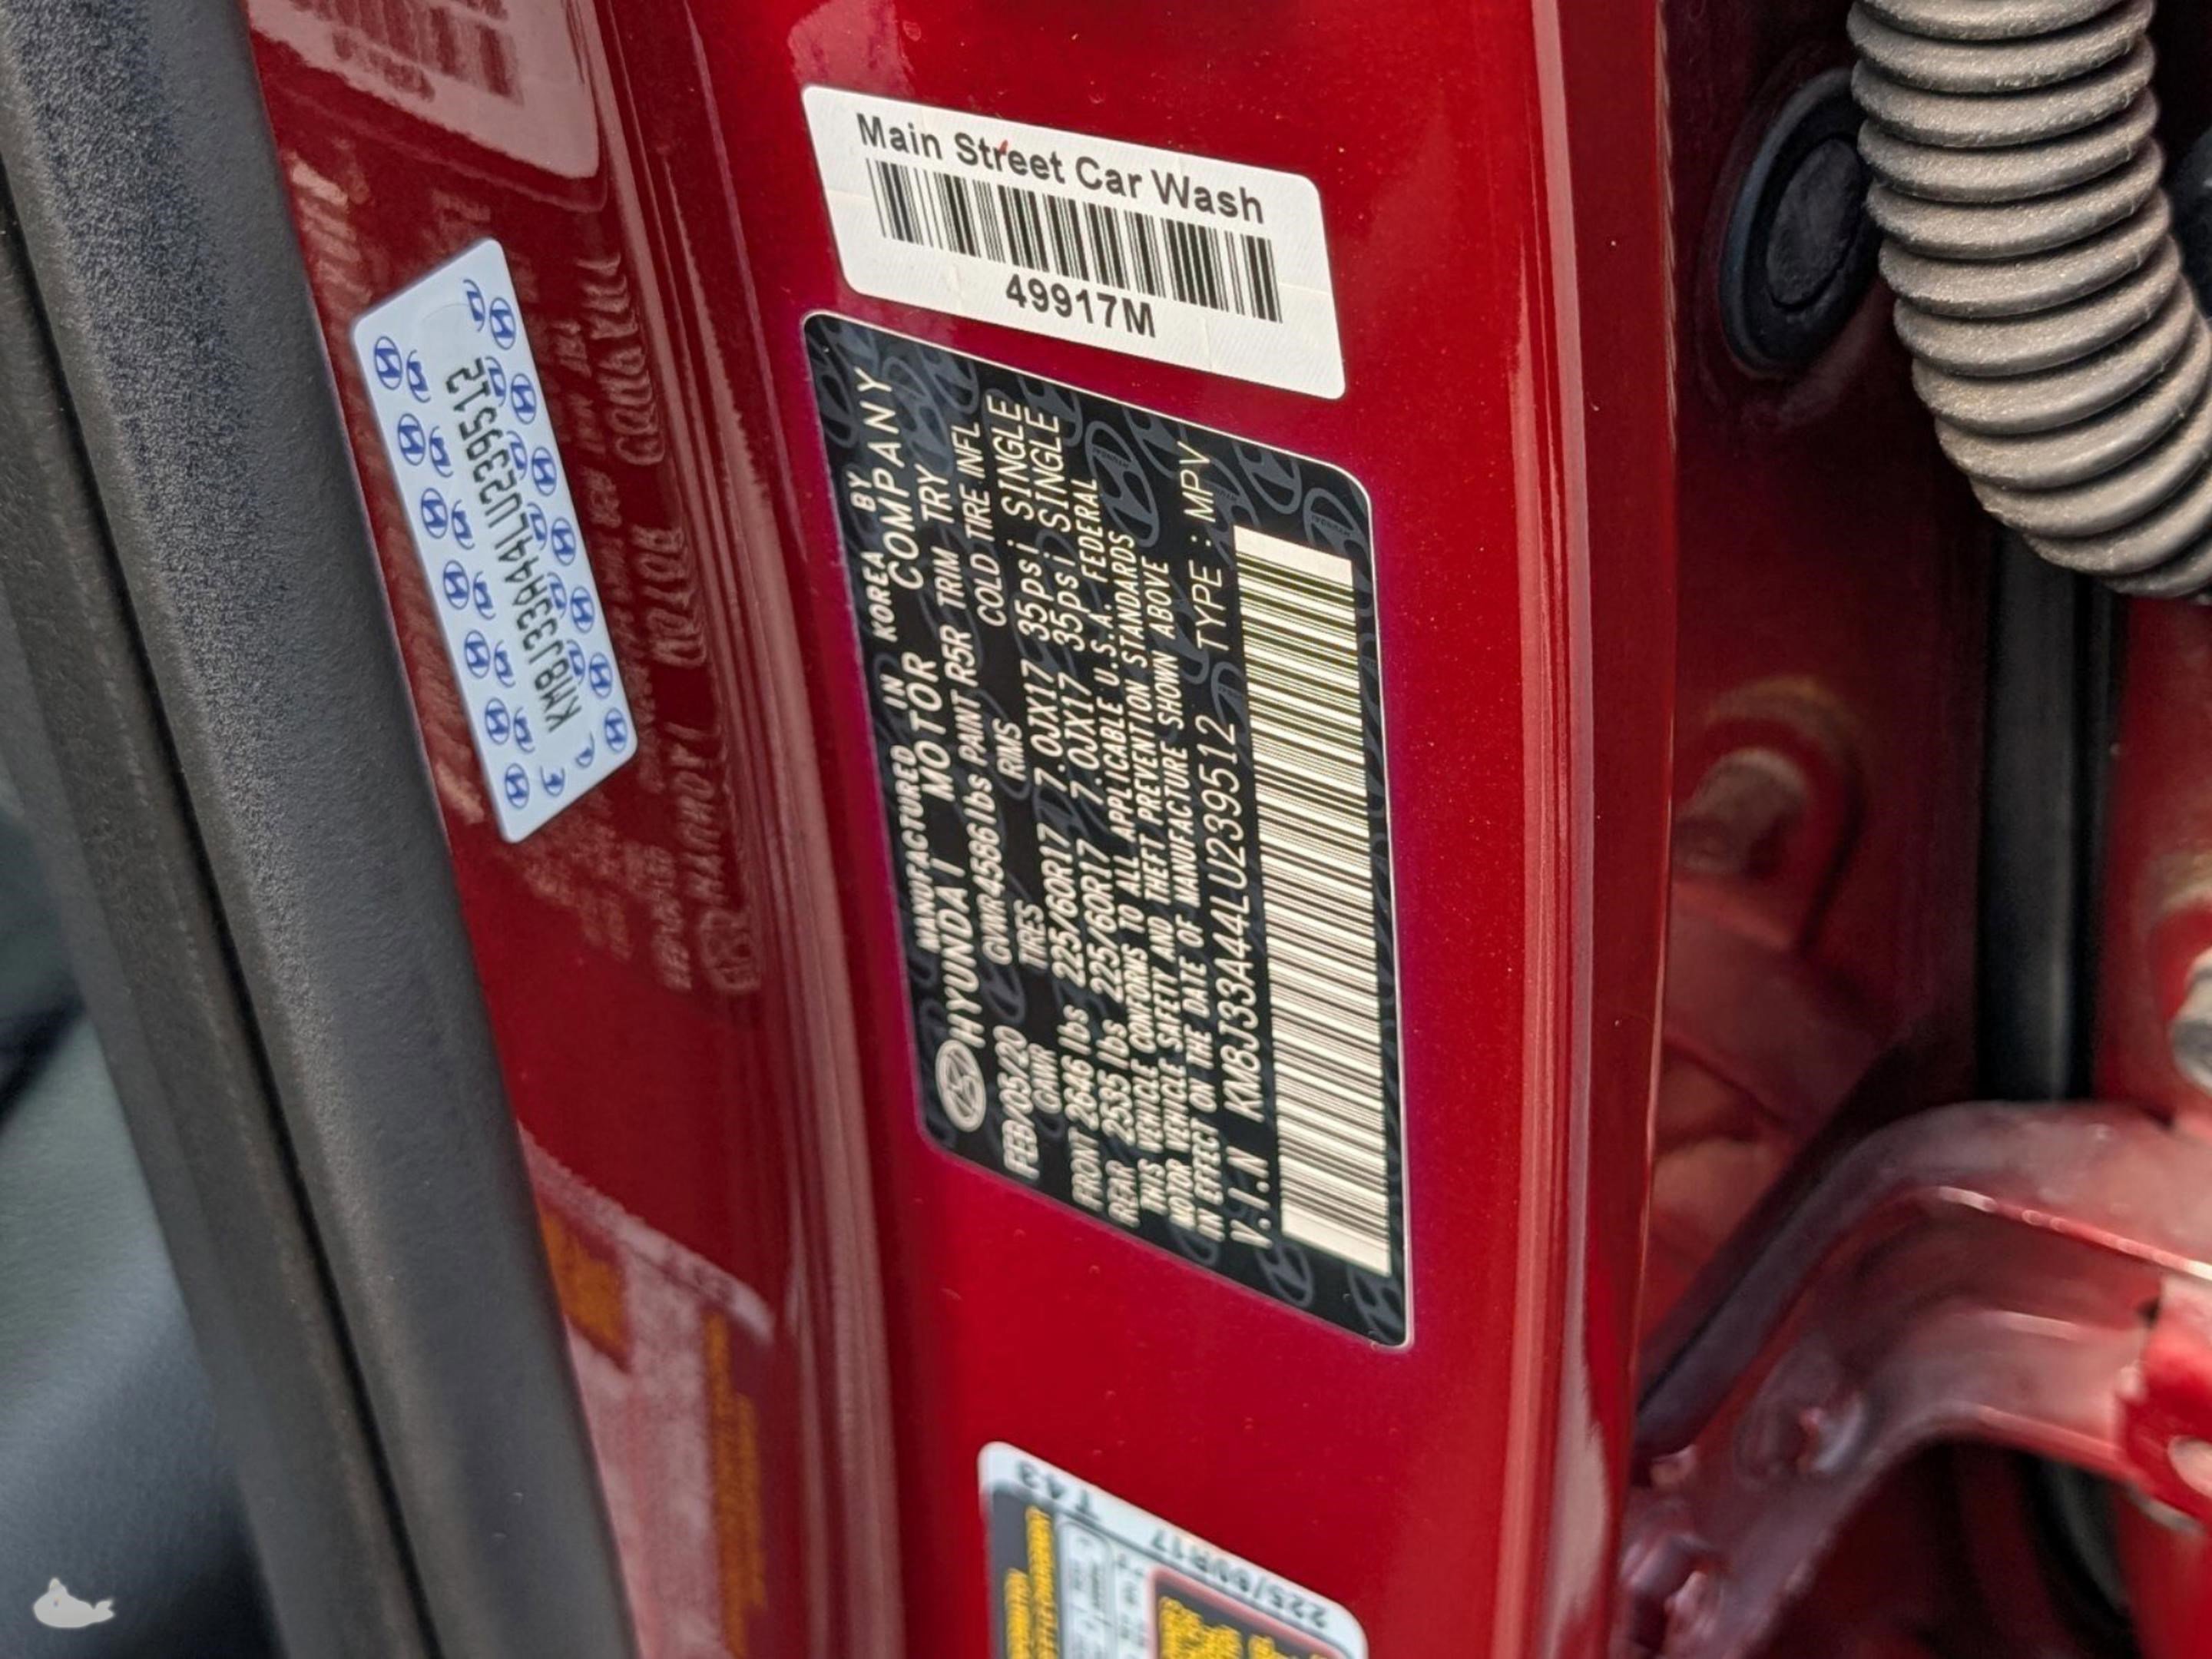 Main Street Car Wash
49917M
KM8J33A44LU239512
MANUFACTURED IN KOREA BY
HYUNDAI MOTOR COMPANY
FEB/05/20 GVWR 4586lbs PAINT R5R TRIM TRY
GAWR TIRES RIMS COLD TIRE INFL
FRONT 2646 lbs 225/60R17 7.0JX17 35psi SINGLE
REAR 2535 lbs 225/60R17 7.0JX17 35psi SINGLE
THIS VEHICLE CONFORMS TO ALL APPLICABLE U.S.A. FEDERAL
MOTOR VEHICLE SAFETY AND THEFT PREVENTION STANDARDS
IN EFFECT ON THE DATE OF MANUFACTURE SHOWN ABOVE
V.I.N KM8J33A44LU239512 TYPE : MPV
T43
225/60R17